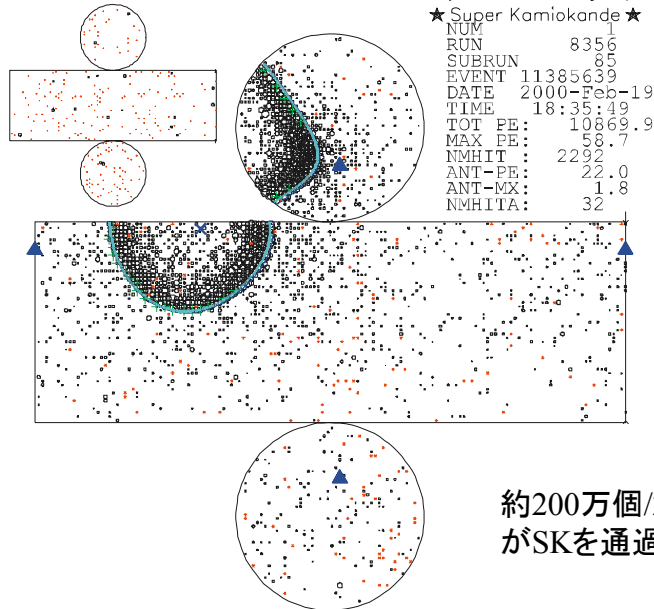 ★ Super Kamiokande ★
NUM 1
RUN 8356
SUBRUN 85
EVENT 11385639
DATE 2000-Feb-19
TIME 18:35:49
TOT PE: 10869.9
MAX PE: 58.7
NMHIT : 2292
ANT-PE: 22.0
ANT-MX: 1.8
NMHITA: 32
約200万個/
がSKを通過